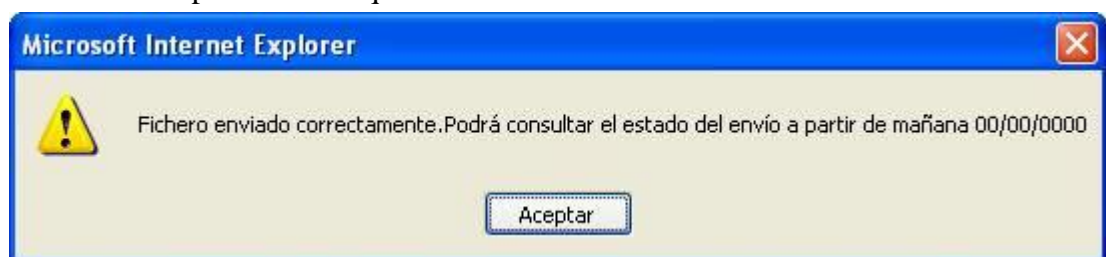 Microsoft Internet Explorer
Fichero enviado correctamente.Podrá consultar el estado del envío a partir de mañana 00/00/0000
Aceptar